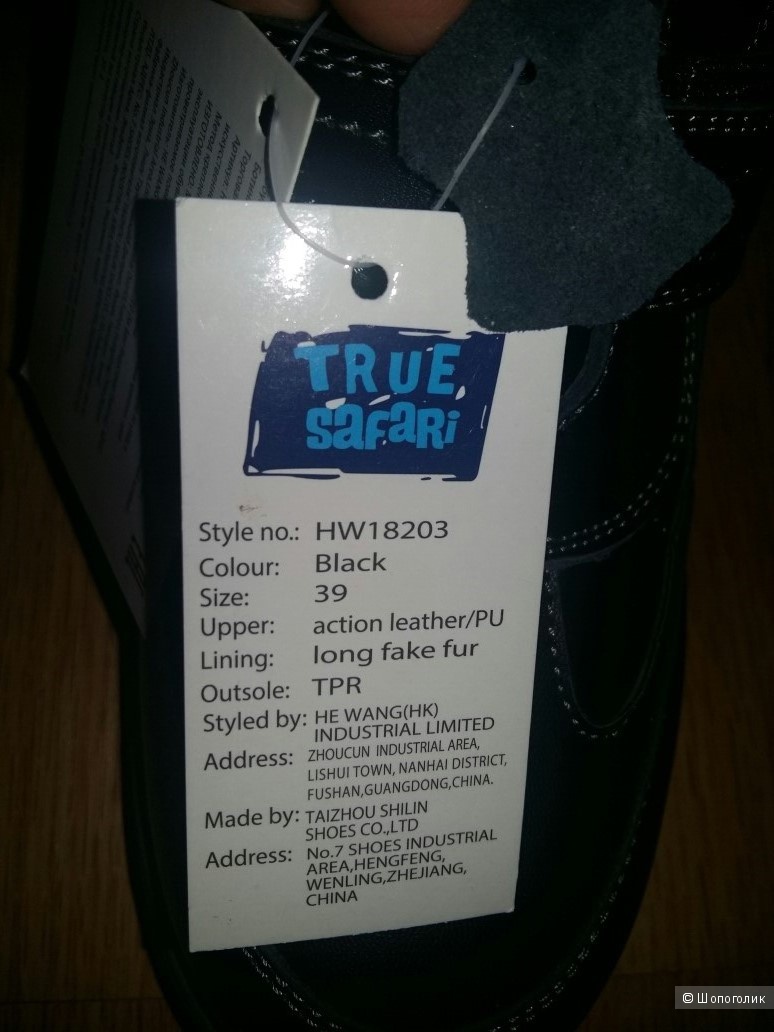 TRUE
SaFaRi
Style no.: HW18203
Colour: Black
Size: 39
Upper: action leather/PU
Lining: long fake fur
Outsole: TPR
Styled by: HE WANG(HK)
INDUSTRIAL LIMITED
Address: ZHOUCUN INDUSTRIAL AREA,
LISHUI TOWN, NANHAI DISTRICT,
FUSHAN,GUANGDONG,CHINA.
Made by: TAIZHOU SHILIN
SHOES CO.,LTD
Address: No.7 SHOES INDUSTRIAL
AREA,HENGFENG,
WENLING,ZHEJIANG,
CHINA
© Шопоголик